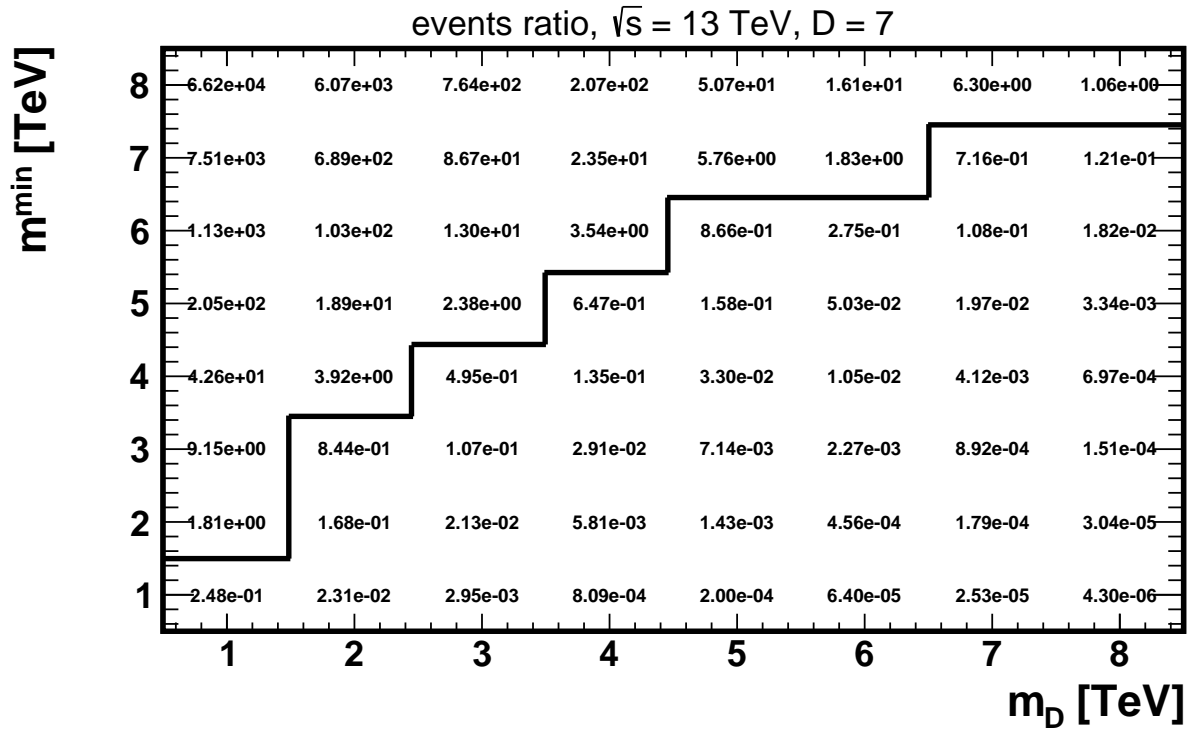 events ratio, √s = 13 TeV, D = 7
m^min [TeV]
8 6.62e+04 6.07e+03 7.64e+02 2.07e+02 5.07e+01 1.61e+01 6.30e+00 1.06e+00
7 7.51e+03 6.89e+02 8.67e+01 2.35e+01 5.76e+00 1.83e+00 7.16e-01 1.21e-01
6 1.13e+03 1.03e+02 1.30e+01 3.54e+00 8.66e-01 2.75e-01 1.08e-01 1.82e-02
5 2.05e+02 1.89e+01 2.38e+00 6.47e-01 1.58e-01 5.03e-02 1.97e-02 3.34e-03
4 4.26e+01 3.92e+00 4.95e-01 1.35e-01 3.30e-02 1.05e-02 4.12e-03 6.97e-04
3 9.15e+00 8.44e-01 1.07e-01 2.91e-02 7.14e-03 2.27e-03 8.92e-04 1.51e-04
2 1.81e+00 1.68e-01 2.13e-02 5.81e-03 1.43e-03 4.56e-04 1.79e-04 3.04e-05
1 2.48e-01 2.31e-02 2.95e-03 8.09e-04 2.00e-04 6.40e-05 2.53e-05 4.30e-06
1 2 3 4 5 6 7 8
m_D [TeV]